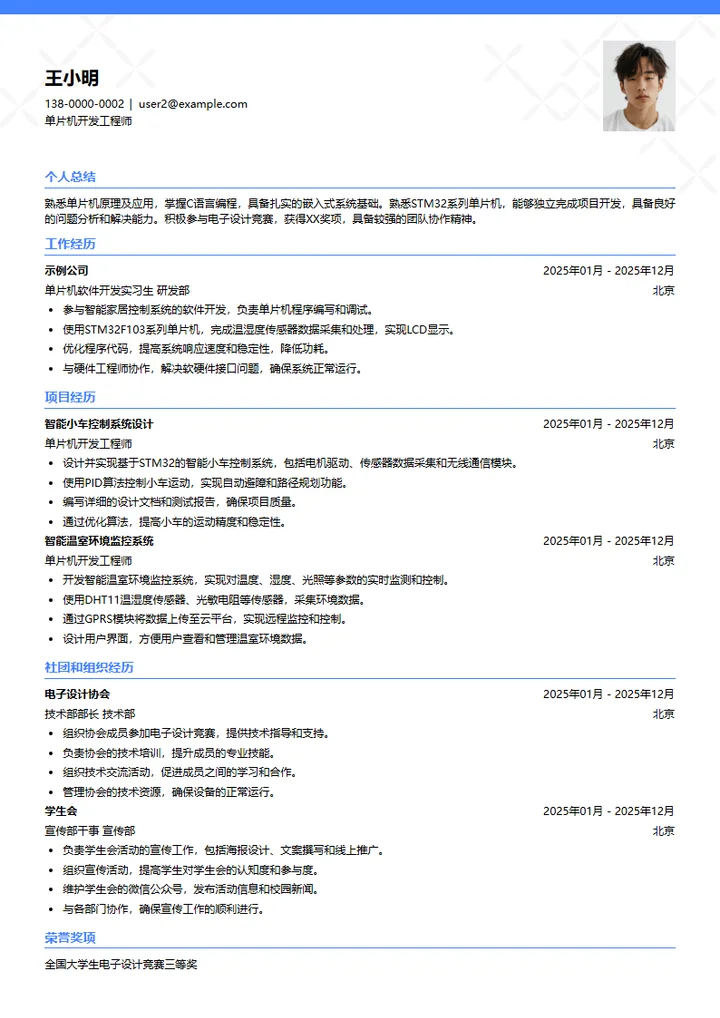 王小明
138-0000-0002 | user2@example.com
单片机开发工程师
个人总结
熟悉单片机原理及应用，掌握C语言编程，具备扎实的嵌入式系统基础。熟悉STM32系列单片机，能够独立完成项目开发，具备良好
的问题分析和解决能力。积极参与电子设计竞赛，获得XX奖项，具备较强的团队协作精神。
工作经历
示例公司 2025年01月 - 2025年12月
单片机软件开发实习生 研发部 北京
• 参与智能家居控制系统的软件开发，负责单片机程序编写和调试。
• 使用STM32F103系列单片机，完成温湿度传感器数据采集和处理，实现LCD显示。
• 优化程序代码，提高系统响应速度和稳定性，降低功耗。
• 与硬件工程师协作，解决软硬件接口问题，确保系统正常运行。
项目经历
智能小车控制系统设计 2025年01月 - 2025年12月
单片机开发工程师 北京
• 设计并实现基于STM32的智能小车控制系统，包括电机驱动、传感器数据采集和无线通信模块。
• 使用PID算法控制小车运动，实现自动避障和路径规划功能。
• 编写详细的设计文档和测试报告，确保项目质量。
• 通过优化算法，提高小车的运动精度和稳定性。
智能温室环境监控系统 2025年01月 - 2025年12月
单片机开发工程师 北京
• 开发智能温室环境监控系统，实现对温度、湿度、光照等参数的实时监测和控制。
• 使用DHT11温湿度传感器、光敏电阻等传感器，采集环境数据。
• 通过GPRS模块将数据上传至云平台，实现远程监控和控制。
• 设计用户界面，方便用户查看和管理温室环境数据。
社团和组织经历
电子设计协会 2025年01月 - 2025年12月
技术部部长 技术部 北京
• 组织协会成员参加电子设计竞赛，提供技术指导和支持。
• 负责协会的技术培训，提升成员的专业技能。
• 组织技术交流活动，促进成员之间的学习和合作。
• 管理协会的技术资源，确保设备的正常运行。
学生会 2025年01月 - 2025年12月
宣传部干事 宣传部 北京
• 负责学生会活动的宣传工作，包括海报设计、文案撰写和线上推广。
• 组织宣传活动，提高学生对学生会的认知度和参与度。
• 维护学生会的微信公众号，发布活动信息和校园新闻。
• 与各部门协作，确保宣传工作的顺利进行。
荣誉奖项
全国大学生电子设计竞赛三等奖